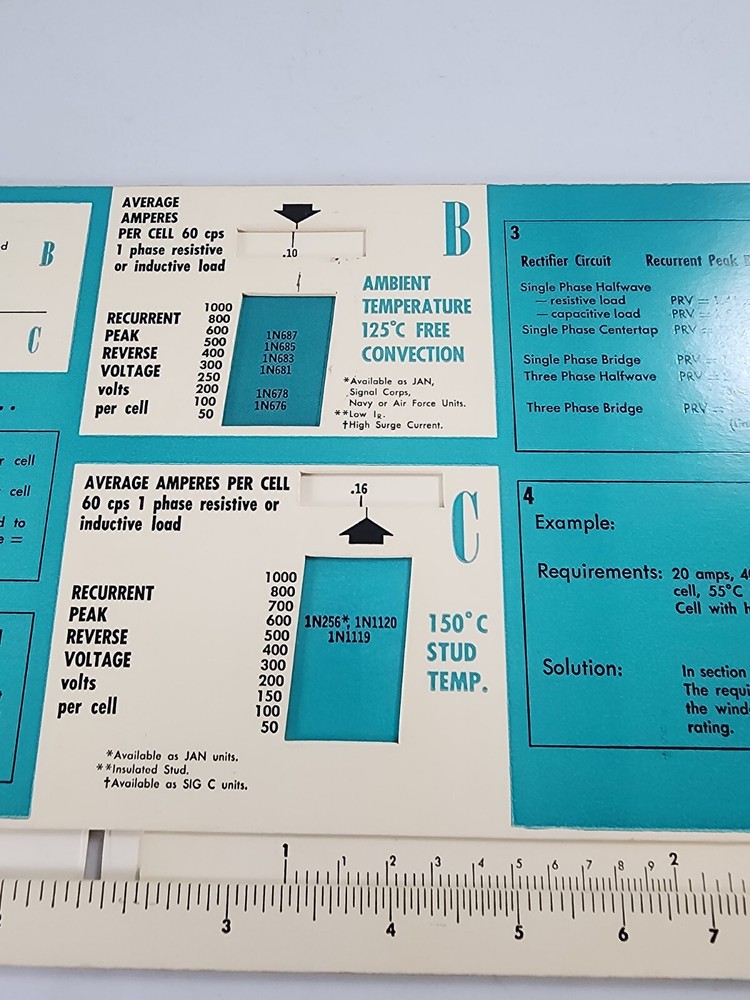 d
B
C
. .
r cell
cell
d to
e =
AVERAGE
AMPERES
PER CELL 60 cps
1 phase resistive
or inductive load
.10
B
AMBIENT
TEMPERATURE
125°C FREE
CONVECTION
RECURRENT
PEAK
REVERSE
VOLTAGE
volts
per cell
1000
800
600
500
400
300
250
200
100
50
1N687
1N685
1N683
1N681
1N678
1N676
*Available as JAN,
Signal Corps,
Navy or Air Force Units.
**Low IR.
†High Surge Current.
AVERAGE AMPERES PER CELL
60 cps 1 phase resistive or
inductive load
.16
C
150°C
STUD
TEMP.
RECURRENT
PEAK
REVERSE
VOLTAGE
volts
per cell
1000
800
700
600
500
400
300
200
150
100
50
1N256*, 1N1120
1N1119
*Available as JAN units.
**Insulated Stud.
†Available as SIG C units.
3
Rectifier Circuit Recurrent Peak
Single Phase Halfwave
— resistive load PRV =
— capacitive load PRV =
Single Phase Centertap PRV =
Single Phase Bridge PRV =
Three Phase Halfwave PRV =
Three Phase Bridge PRV =
4
Example:
Requirements: 20 amps, 4
cell, 55°C
Cell with h
Solution: In section
The requi
the wind
rating.
1 1 2 3 4 5 6 7 8 9 2
3 4 5 6 7